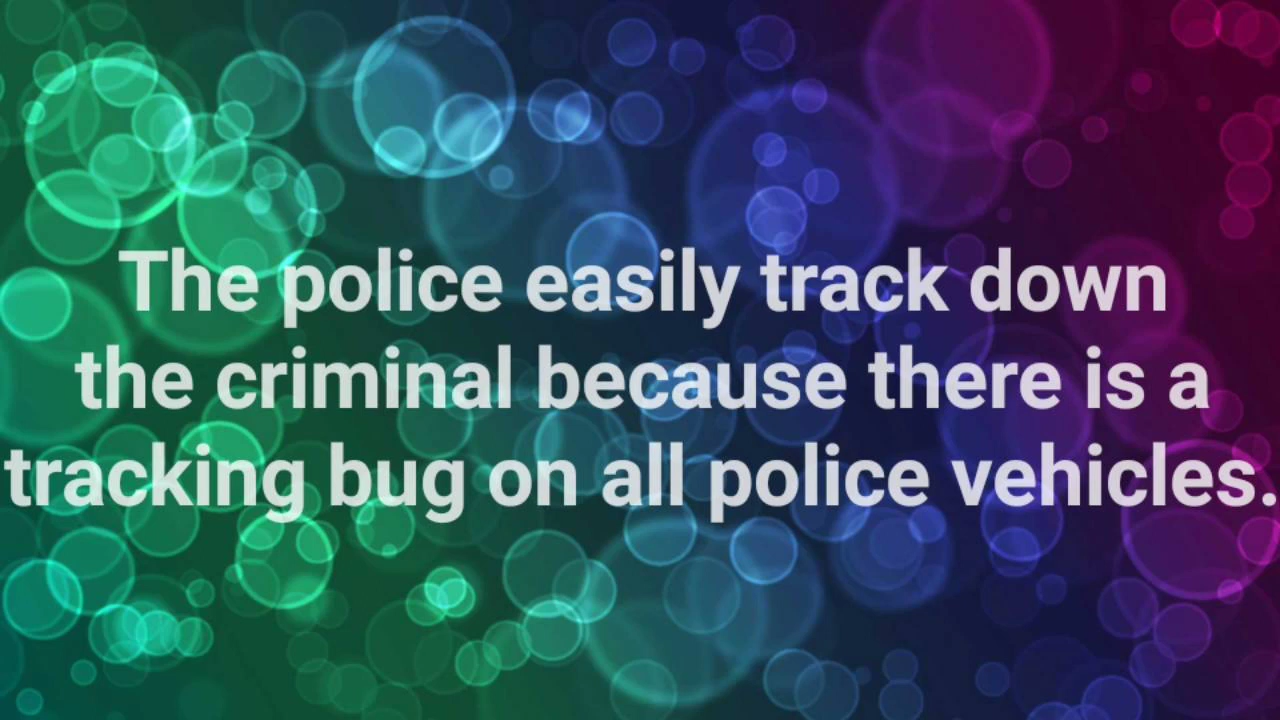 The police easily track down
the criminal because there is a
tracking bug on all police vehicles.